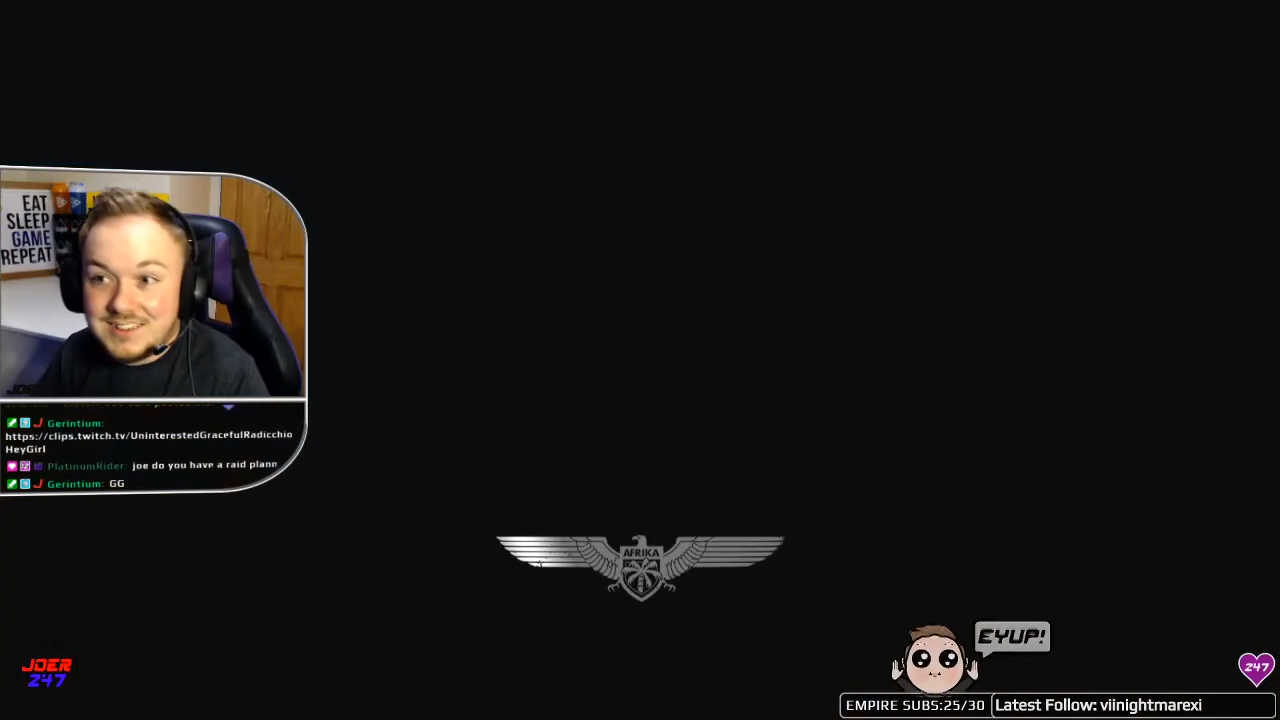 EAT
SLEEP
GAME
REPEAT
Gerintium:
https://clips.twitch.tv/UninterestedGracefulRadicchio
HeyGirl
PlatinumRider: joe do you have a raid plann
Gerintium: GG
AFRIKA
EYUP!
JOER
247
247
EMPIRE SUBS:25/30
Latest Follow: viinightmarexi